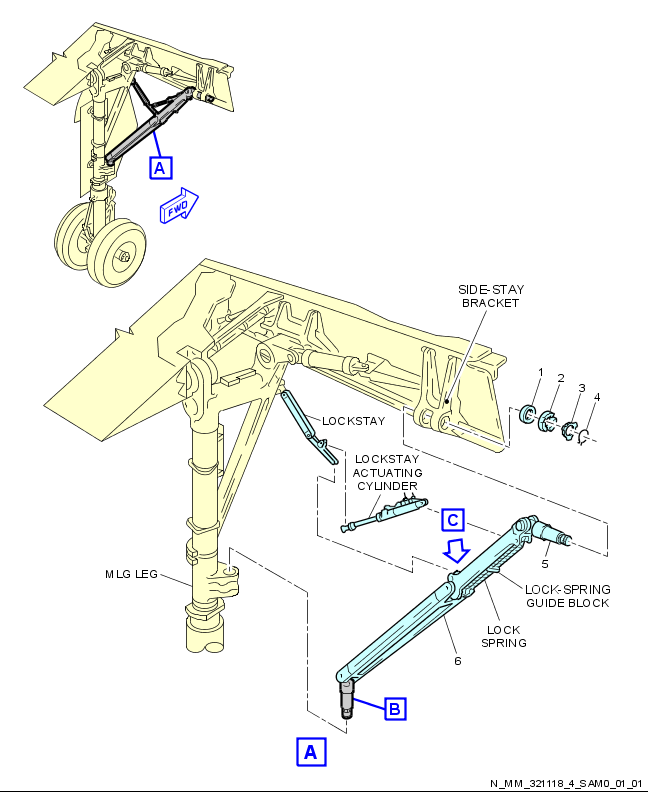 A
FWD
SIDE-STAY
BRACKET
1
2
3
4
LOCKSTAY
LOCKSTAY
ACTUATING
CYLINDER
C
5
MLG LEG
LOCK-SPRING
GUIDE BLOCK
LOCK
SPRING
6
B
A
N_MM_321118_4_SAM0_01_01